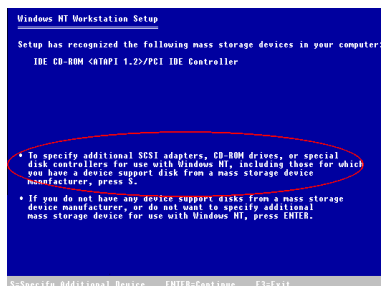 Windows NT Workstation Setup
Setup has recognized the following mass storage devices in your computer:
IDE CD-ROM <ATAPI 1.2>/PCI IDE Controller
• To specify additional SCSI adapters, CD-ROM drives, or special
disk controllers for use with Windows NT, including those for which
you have a device support disk from a mass storage device
manufacturer, press S.
• If you do not have any device support disks from a mass storage
device manufacturer, or do not want to specify additional
mass storage device for use with Windows NT, press ENTER.
S=Specify Additional Device ENTER=Continue F3=Exit